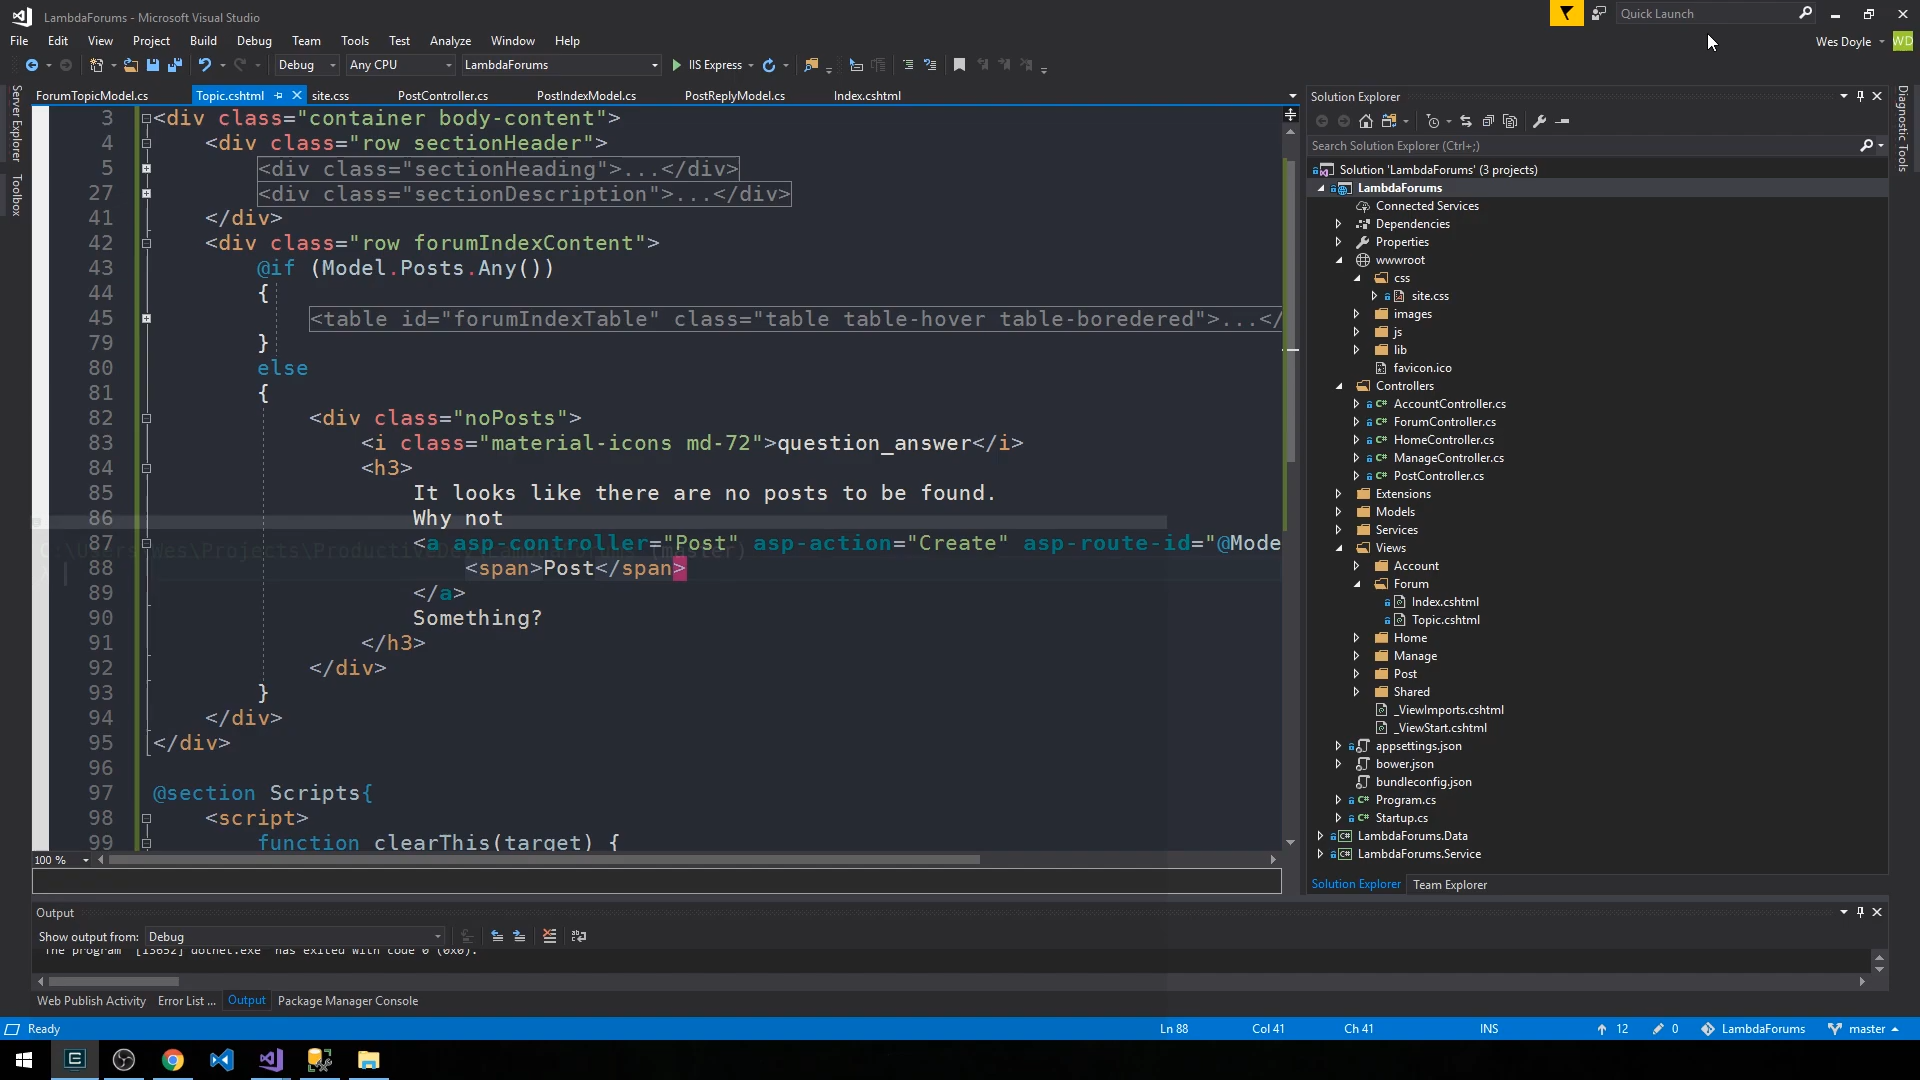 LambdaForums - Microsoft Visual Studio
Quick Launch
File Edit View Project Build Debug Team Tools Test Analyze Window Help
Wes Doyle WD
Debug Any CPU LambdaForums IIS Express
Server Explorer
Toolbox
ForumTopicModel.cs Topic.cshtml site.css PostController.cs PostIndexModel.cs PostReplyModel.cs Index.cshtml
3 <div class="container body-content">
4 <div class="row sectionHeader">
5 <div class="sectionHeading">...</div>
27 <div class="sectionDescription">...</div>
41 </div>
42 <div class="row forumIndexContent">
43 @if (Model.Posts.Any())
44 {
45 <table id="forumIndexTable" class="table table-hover table-boredered">...</
79 }
80 else
81 {
82 <div class="noPosts">
83 <i class="material-icons md-72">question_answer</i>
84 <h3>
85 It looks like there are no posts to be found.
86 Why not
87 <a asp-controller="Post" asp-action="Create" asp-route-id="@Mode
88 <span>Post</span>
89 </a>
90 Something?
91 </h3>
92 </div>
93 }
94 </div>
95 </div>
96
97 @section Scripts{
98 <script>
99 function clearThis(target) {
100 %
Solution Explorer
Search Solution Explorer (Ctrl+;)
Solution 'LambdaForums' (3 projects)
LambdaForums
Connected Services
Dependencies
Properties
wwwroot
css
site.css
images
js
lib
favicon.ico
Controllers
AccountController.cs
ForumController.cs
HomeController.cs
ManageController.cs
PostController.cs
Extensions
Models
Services
Views
Account
Forum
Index.cshtml
Topic.cshtml
Home
Manage
Post
Shared
_ViewImports.cshtml
_ViewStart.cshtml
appsettings.json
bower.json
bundleconfig.json
Program.cs
Startup.cs
LambdaForums.Data
LambdaForums.Service
Solution Explorer Team Explorer
Diagnostic Tools
Output
Show output from: Debug
The program '[13652] dotnet.exe' has exited with code 0 (0x0).
Web Publish Activity Error List ... Output Package Manager Console
Ready Ln 88 Col 41 Ch 41 INS 12 0 LambdaForums master